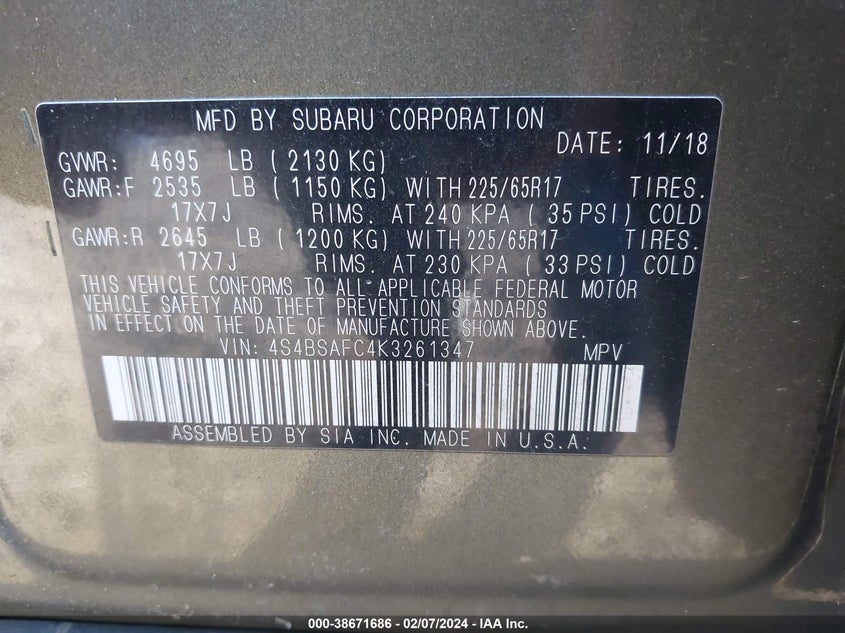 MFD BY SUBARU CORPORATION
DATE: 11/18
GVWR: 4695 LB ( 2130 KG)
GAWR:F 2535 LB ( 1150 KG) WITH 225/65R17 TIRES.
17X7J RIMS. AT 240 KPA ( 35 PSI) COLD
GAWR:R 2645 LB ( 1200 KG) WITH 225/65R17 TIRES.
17X7J RIMS. AT 230 KPA ( 33 PSI) COLD
THIS VEHICLE CONFORMS TO ALL APPLICABLE FEDERAL MOTOR
VEHICLE SAFETY AND THEFT PREVENTION STANDARDS
IN EFFECT ON THE DATE OF MANUFACTURE SHOWN ABOVE.
VIN: 4S4BSAFC4K3261347 MPV
ASSEMBLED BY SIA INC. MADE IN U.S.A.
000-38671686 - 02/07/2024 - IAA Inc.